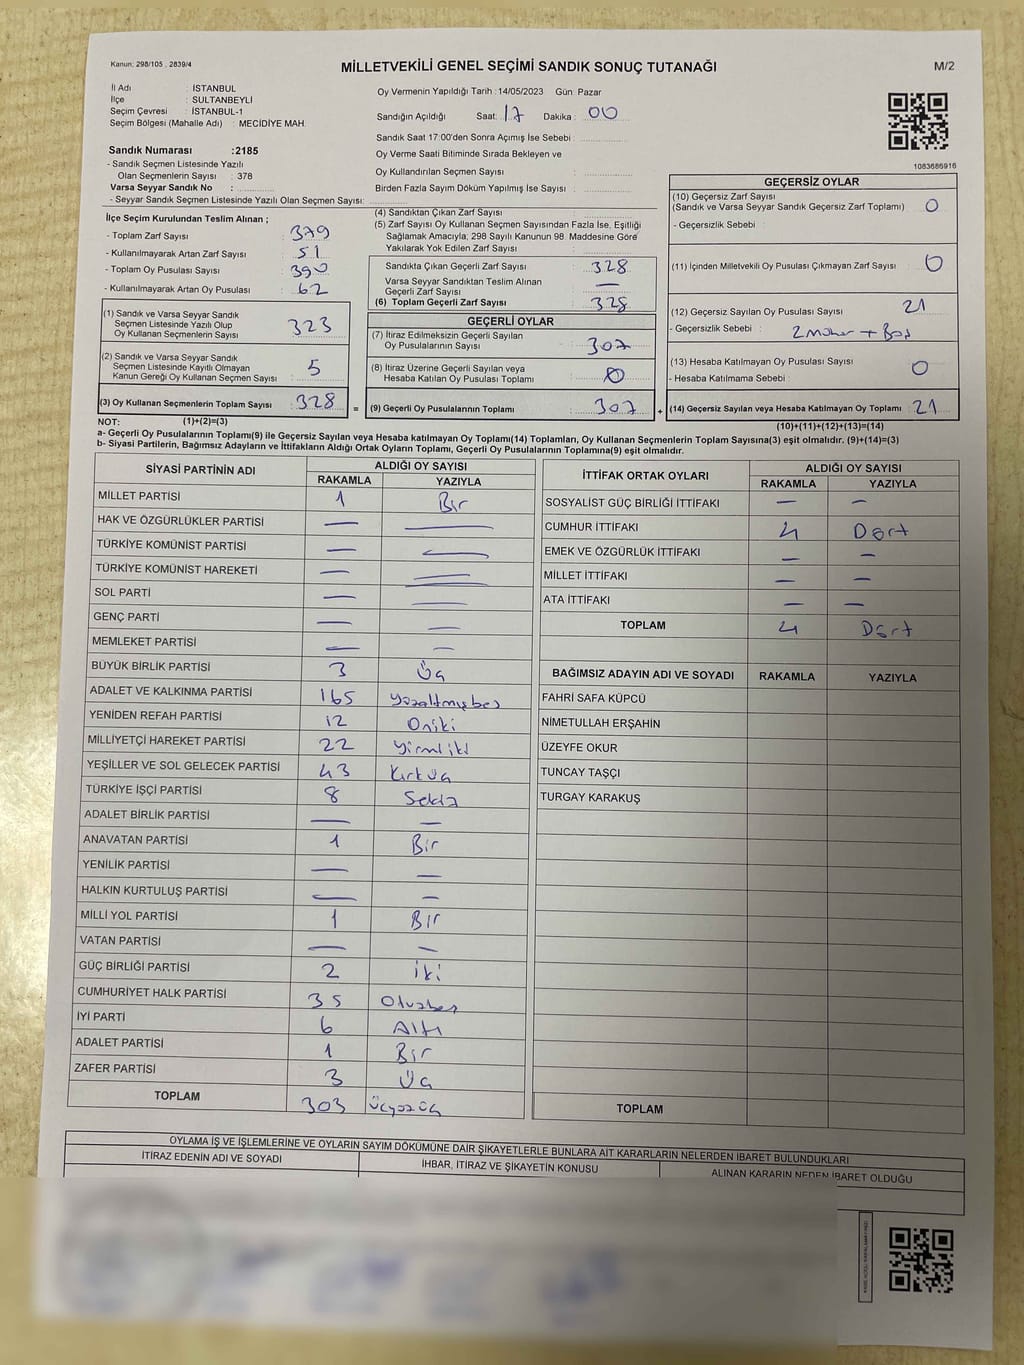 Kanun: 298/105 , 2839/4
MİLLETVEKİLİ GENEL SEÇİMİ SANDIK SONUÇ TUTANAĞI
M/2
İl Adı : İSTANBUL
İlçe : SULTANBEYLİ
Seçim Çevresi : İSTANBUL-1
Seçim Bölgesi (Mahalle Adı) : MECİDİYE MAH.
Sandık Numarası :2185
- Sandık Seçmen Listesinde Yazılı
Olan Seçmenlerin Sayısı : 378
Varsa Seyyar Sandık No :
- Seyyar Sandık Seçmen Listesinde Yazılı Olan Seçmen Sayısı:
Oy Vermenin Yapıldığı Tarih :14/05/2023 Gün Pazar
Sandığın Açıldığı Saat: 17 Dakika : 00
Sandık Saat 17:00'den Sonra Açımış İse Sebebi :
Oy Verme Saati Bitiminde Sırada Bekleyen ve
Oy Kullandırılan Seçmen Sayısı :
Birden Fazla Sayım Döküm Yapılmış İse Sayısı :
1083686916
İlçe Seçim Kurulundan Teslim Alınan ;
- Toplam Zarf Sayısı : 379
- Kullanılmayarak Artan Zarf Sayısı : 51
- Toplam Oy Pusulası Sayısı : 390
- Kullanılmayarak Artan Oy Pusulası : 62
(4) Sandıktan Çıkan Zarf Sayısı :
(5) Zarf Sayısı Oy Kullanan Seçmen Sayısından Fazla İse, Eşitliği
Sağlamak Amacıyla; 298 Sayılı Kanunun 98. Maddesine Göre
Yakılarak Yok Edilen Zarf Sayısı :
Sandıkta Çıkan Geçerli Zarf Sayısı : 328
Varsa Seyyar Sandıktan Teslim Alınan
Geçerli Zarf Sayısı : —
(6) Toplam Geçerli Zarf Sayısı : 328
GEÇERSİZ OYLAR
(10) Geçersiz Zarf Sayısı : 0
(Sandık ve Varsa Seyyar Sandık Geçersiz Zarf Toplamı)
- Geçersizlik Sebebi :
(11) İçinden Milletvekili Oy Pusulası Çıkmayan Zarf Sayısı : 0
(12) Geçersiz Sayılan Oy Pusulası Sayısı : 21
- Geçersizlik Sebebi : 2 Mühür + Boş
(13) Hesaba Katılmayan Oy Pusulası Sayısı : 0
- Hesaba Katılmama Sebebi :
(14) Geçersiz Sayılan veya Hesaba Katılmayan Oy Toplamı : 21
(1) Sandık ve Varsa Seyyar Sandık
Seçmen Listesinde Yazılı Olup
Oy Kullanan Seçmenlerin Sayısı : 323
(2) Sandık ve Varsa Seyyar Sandık
Seçmen Listesinde Kayıtlı Olmayan
Kanun Gereği Oy Kullanan Seçmen Sayısı : 5
(3) Oy Kullanan Seçmenlerin Toplam Sayısı : 328 =
GEÇERLİ OYLAR
(7) İtiraz Edilmeksizin Geçerli Sayılan
Oy Pusulalarının Sayısı : 307
(8) İtiraz Üzerine Geçerli Sayılan veya
Hesaba Katılan Oy Pusulası Toplamı : 0
(9) Geçerli Oy Pusulalarının Toplamı : 307 +
NOT: (1)+(2)=(3)
(10)+(11)+(12)+(13)=(14)
a- Geçerli Oy Pusulasının Toplamı(9) ile Geçersiz Sayılan veya Hesaba katılmayan Oy Toplamı(14) Toplamları, Oy Kullanan Seçmenlerin Toplam Sayısına(3) eşit olmalıdır. (9)+(14)=(3)
b- Siyasi Partilerin, Bağımsız Adayların ve İttifakların Aldığı Ortak Oyların Toplamı, Geçerli Oy Pusulalarının Toplamına(9) eşit olmalıdır.
SİYASİ PARTİNİN ADI ALDIĞI OY SAYISI
RAKAMLA YAZIYLA
MİLLET PARTİSİ 1 Bir
HAK VE ÖZGÜRLÜKLER PARTİSİ — —
TÜRKİYE KOMÜNİST PARTİSİ — —
TÜRKİYE KOMÜNİST HAREKETİ — —
SOL PARTİ — —
GENÇ PARTİ — —
MEMLEKET PARTİSİ — —
BÜYÜK BİRLİK PARTİSİ 3 Üç
ADALET VE KALKINMA PARTİSİ 165 Yüzaltmışbeş
YENİDEN REFAH PARTİSİ 12 Oniki
MİLLİYETÇİ HAREKET PARTİSİ 22 Yirmiiki
YEŞİLLER VE SOL GELECEK PARTİSİ 43 Kırküç
TÜRKİYE İŞÇİ PARTİSİ 8 Sekiz
ADALET BİRLİK PARTİSİ — —
ANAVATAN PARTİSİ 1 Bir
YENİLİK PARTİSİ — —
HALKIN KURTULUŞ PARTİSİ — —
MİLLİ YOL PARTİSİ 1 Bir
VATAN PARTİSİ — —
GÜÇ BİRLİĞİ PARTİSİ 2 İki
CUMHURİYET HALK PARTİSİ 35 Otuzbeş
İYİ PARTİ 6 Altı
ADALET PARTİSİ 1 Bir
ZAFER PARTİSİ 3 Üç
TOPLAM 303 Üçyüzüç
İTTİFAK ORTAK OYLARI ALDIĞI OY SAYISI
RAKAMLA YAZIYLA
SOSYALİST GÜÇ BİRLİĞİ İTTİFAKI — —
CUMHUR İTTİFAKI 4 Dört
EMEK VE ÖZGÜRLÜK İTTİFAKI — —
MİLLET İTTİFAKI — —
ATA İTTİFAKI — —
TOPLAM 4 Dört
BAĞIMSIZ ADAYIN ADI VE SOYADI RAKAMLA YAZIYLA
FAHRİ SAFA KÜPCÜ
NİMETULLAH ERŞAHİN
ÜZEYFE OKUR
TUNCAY TAŞÇI
TURGAY KARAKUŞ
TOPLAM
OYLAMA İŞ VE İŞLEMLERİNE VE OYLARIN SAYIM DÖKÜMÜNE DAİR ŞİKAYETLERLE BUNLARA AİT KARARLARIN NELERDEN İBARET BULUNDUKLARI
İTİRAZ EDENİN ADI VE SOYADI İHBAR, İTİRAZ VE ŞİKAYETİN KONUSU ALINAN KARARIN NEDEN İBARET OLDUĞU